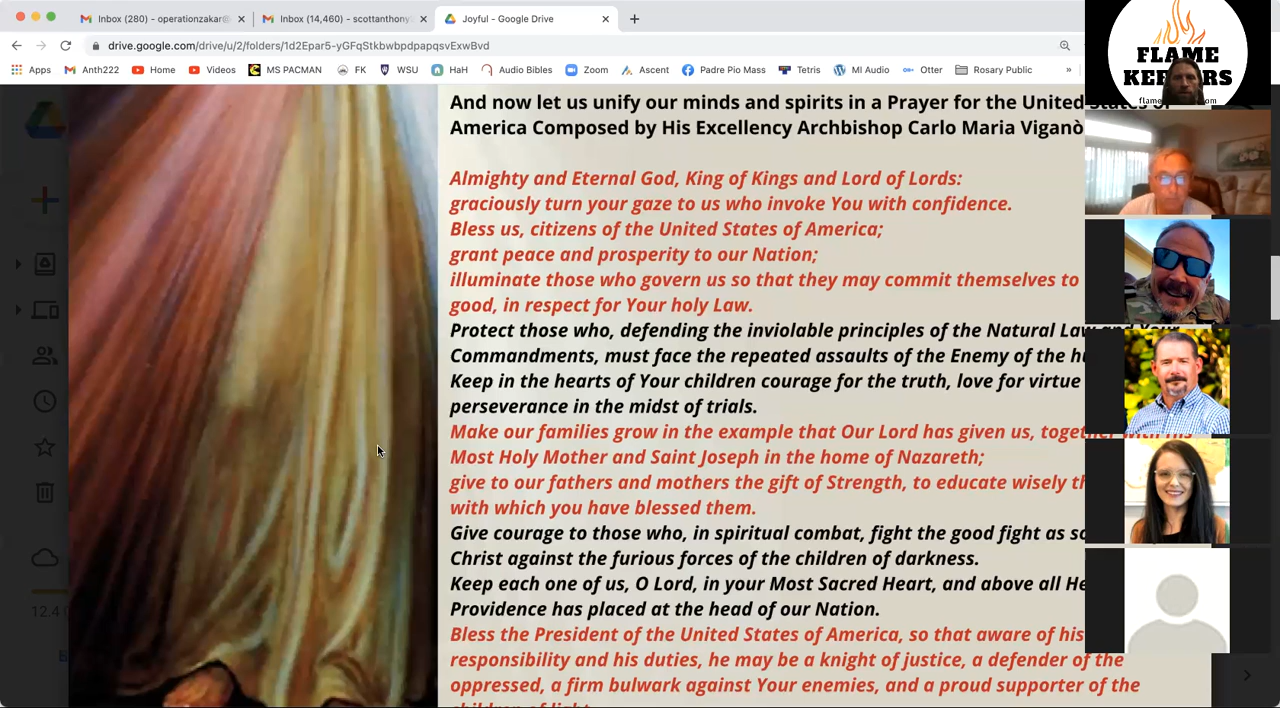 Inbox (280) - operationzakar@
Inbox (14,460) - scottanthony
Joyful - Google Drive
drive.google.com/drive/u/2/folders/1d2Epar5-yGFqStkbwbpdpapqsvExwBvd
Apps
Anth222
Home
Videos
MS PACMAN
FK
WSU
Audio Bibles
Zoom
Ascent
Padre Pio Mass
Tetris
MI Audio
Otter
Rosary Public
»
FLAME
And now let us unify our minds and spirits in a Prayer for the United States of
America Composed by His Excellency Archbishop Carlo Maria Viganò
Almighty and Eternal God, King of Kings and Lord of Lords:
graciously turn your gaze to us who invoke You with confidence.
Bless us, citizens of the United States of America;
grant peace and prosperity to our Nation;
illuminate those who govern us so that they may commit themselves to
good, in respect for Your holy Law.
Protect those who, defending the inviolable principles of the Natural Law and Your
Commandments, must face the repeated assaults of the Enemy of the
Keep in the hearts of Your children courage for the truth, love for virtue
perseverance in the midst of trials.
Make our families grow in the example that Our Lord has given us, together with His
Most Holy Mother and Saint Joseph in the home of Nazareth;
give to our fathers and mothers the gift of Strength, to educate wisely
with which you have blessed them.
Give courage to those who, in spiritual combat, fight the good fight as
Christ against the furious forces of the children of darkness.
Keep each one of us, O Lord, in your Most Sacred Heart, and above all
Providence has placed at the head of our Nation.
Bless the President of the United States of America, so that aware of his
responsibility and his duties, he may be a knight of justice, a defender of the
oppressed, a firm bulwark against Your enemies, and a proud supporter of the
children of light.